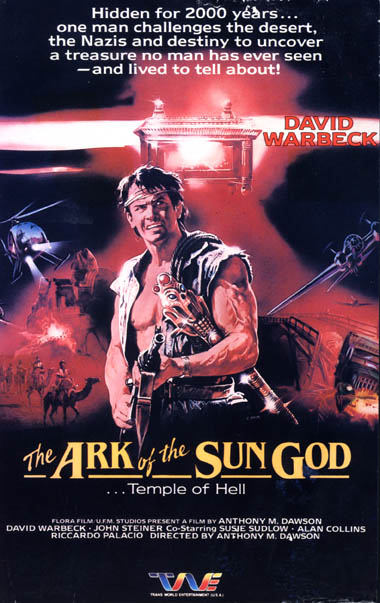 Hidden for 2000 years...
one man challenges the desert,
the Nazis and destiny to uncover
a treasure no man has ever seen
—and lived to tell about!
DAVID
WARBECK
The ARK of the SUN GOD
...Temple of Hell
FLORA FILM/U.F.M. STUDIOS PRESENT A FILM BY ANTHONY M. DAWSON
DAVID WARBECK · JOHN STEINER Co-Starring SUSIE SUDLOW · ALAN COLLINS
RICCARDO PALACIO DIRECTED BY ANTHONY M. DAWSON
TWE
TRANS WORLD ENTERTAINMENT (U.S.A.)